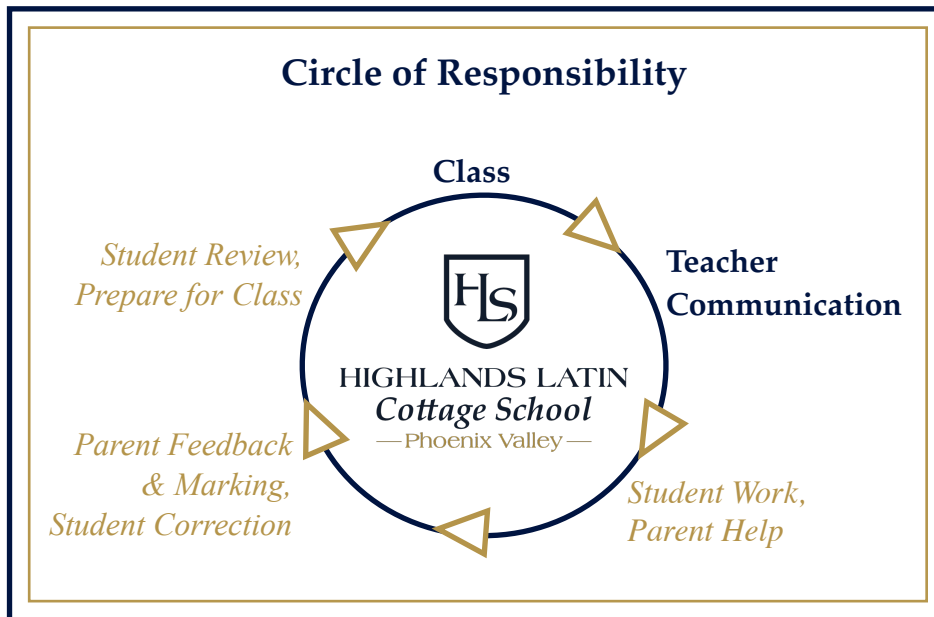 Circle of Responsibility
Class
Teacher
Communication
Student Work,
Parent Help
Parent Feedback
& Marking,
Student Correction
Student Review,
Prepare for Class
HLS
HIGHLANDS LATIN
Cottage School
Phoenix Valley